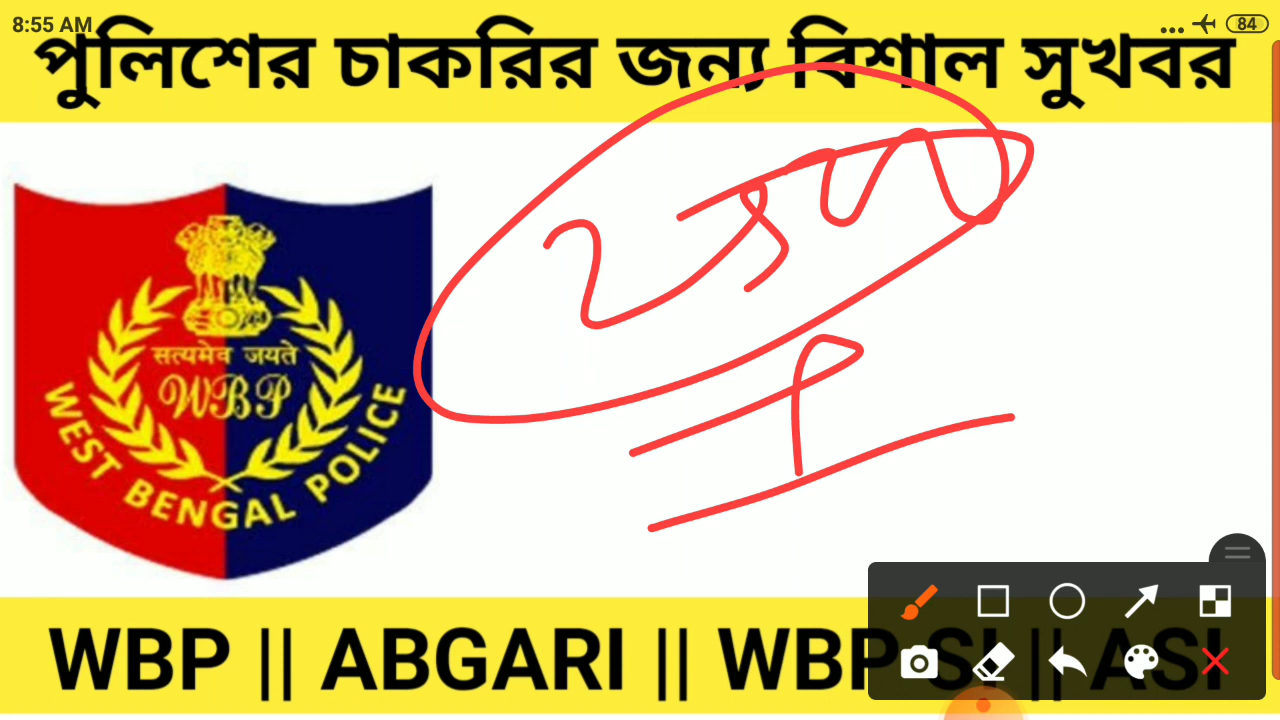 8:55 AM
84
পুলিশের চাকরির জন্য বিশাল সুখবর
सत्यमेव जयते
WBP
WEST BENGAL POLICE
WBP || ABGARI || WBP SI || ASI